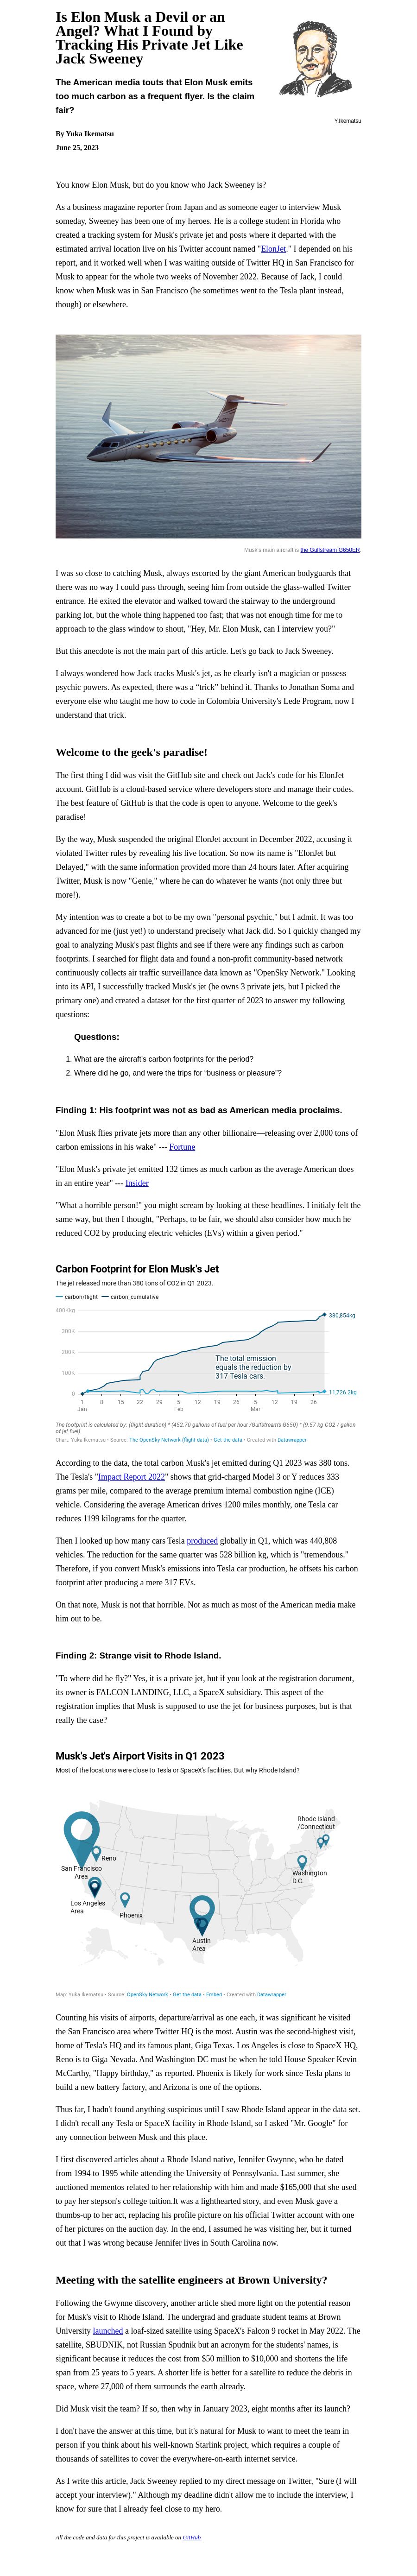 Is Elon Musk a Devil or an
Angel? What I Found by
Tracking His Private Jet Like
Jack Sweeney
The American media touts that Elon Musk emits
too much carbon as a frequent flyer. Is the claim
fair?
Y.Ikematsu
By Yuka Ikematsu
June 25, 2023
You know Elon Musk, but do you know who Jack Sweeney is?
As a business magazine reporter from Japan and as someone eager to interview Musk
someday, Sweeney has been one of my heroes. He is a college student in Florida who
created a tracking system for Musk's private jet and posts where it departed with the
estimated arrival location live on his Twitter account named "ElonJet." I depended on his
report, and it worked well when I was waiting outside of Twitter HQ in San Francisco for
Musk to appear for the whole two weeks of November 2022. Because of Jack, I could
know when Musk was in San Francisco (he sometimes went to the Tesla plant instead,
though) or elsewhere.
Musk's main aircraft is the Gulfstream G650ER.
I was so close to catching Musk, always escorted by the giant American bodyguards that
there was no way I could pass through, seeing him from outside the glass-walled Twitter
entrance. He exited the elevator and walked toward the stairway to the underground
parking lot, but the whole thing happened too fast; that was not enough time for me to
approach to the glass window to shout, "Hey, Mr. Elon Musk, can I interview you?"
But this anecdote is not the main part of this article. Let's go back to Jack Sweeney.
I always wondered how Jack tracks Musk's jet, as he clearly isn't a magician or possess
psychic powers. As expected, there was a “trick” behind it. Thanks to Jonathan Soma and
everyone else who taught me how to code in Columbia University's Lede Program, now I
understand that trick.
Welcome to the geek's paradise!
The first thing I did was visit the GitHub site and check out Jack's code for his ElonJet
account. GitHub is a cloud-based service where developers store and manage their codes.
The best feature of GitHub is that the code is open to anyone. Welcome to the geek's
paradise!
By the way, Musk suspended the original ElonJet account in December 2022, accusing it
violated Twitter rules by revealing his live location. So now its name is "ElonJet but
Delayed," with the same information provided more than 24 hours later. After acquiring
Twitter, Musk is now "Genie," where he can do whatever he wants (not only three but
more!).
My intention was to create a bot to be my own "personal psychic," but I admit. It was too
advanced for me (just yet!) to understand precisely what Jack did. So I quickly changed my
goal to analyzing Musk's past flights and see if there were any findings such as carbon
footprints. I searched for flight data and found a non-profit community-based network
continuously collects air traffic surveillance data known as "OpenSky Network." Looking
into its API, I successfully tracked Musk's jet (he owns 3 private jets, but I picked the
primary one) and created a dataset for the first quarter of 2023 to answer my following
questions:
Questions:
1. What are the aircraft's carbon footprints for the period?
2. Where did he go, and were the trips for “business or pleasure”?
Finding 1: His footprint was not as bad as American media proclaims.
"Elon Musk flies private jets more than any other billionaire—releasing over 2,000 tons of
carbon emissions in his wake" --- Fortune
"Elon Musk's private jet emitted 132 times as much carbon as the average American does
in an entire year" --- Insider
"What a horrible person!" you might scream by looking at these headlines. I initialy felt the
same way, but then I thought, "Perhaps, to be fair, we should also consider how much he
reduced CO2 by producing electric vehicles (EVs) within a given period."
Carbon Footprint for Elon Musk's Jet
The jet released more than 380 tons of CO2 in Q1 2023.
carbon/flight carbon_cumulative
400Kkg
300K
200K
100K
0
380,854kg
The total emission
equals the reduction by
317 Tesla cars.
11,726.2kg
1 8 15 22 29 5 12 19 26 5 12 19 26
Jan Feb Mar
The footprint is calculated by: (flight duration) * (452.70 gallons of fuel per hour /Gulfstream's G650) * (9.57 kg CO2 / gallon
of jet fuel)
Chart: Yuka Ikematsu • Source: The OpenSky Network (flight data) • Get the data • Created with Datawrapper
According to the data, the total carbon Musk's jet emitted during Q1 2023 was 380 tons.
The Tesla's "Impact Report 2022" shows that grid-charged Model 3 or Y reduces 333
grams per mile, compared to the average premium internal combustion ngine (ICE)
vehicle. Considering the average American drives 1200 miles monthly, one Tesla car
reduces 1199 kilograms for the quarter.
Then I looked up how many cars Tesla produced globally in Q1, which was 440,808
vehicles. The reduction for the same quarter was 528 billion kg, which is "tremendous."
Therefore, if you convert Musk's emissions into Tesla car production, he offsets his carbon
footprint after producing a mere 317 EVs.
On that note, Musk is not that horrible. Not as much as most of the American media make
him out to be.
Finding 2: Strange visit to Rhode Island.
"To where did he fly?" Yes, it is a private jet, but if you look at the registration document,
its owner is FALCON LANDING, LLC, a SpaceX subsidiary. This aspect of the
registration implies that Musk is supposed to use the jet for business purposes, but is that
really the case?
Musk's Jet's Airport Visits in Q1 2023
Most of the locations were close to Tesla or SpaceX's facilities. But why Rhode Island?
Rhode Island
/Connecticut
Reno
San Francisco
Area
Washington
D.C.
Los Angeles
Area
Phoenix
Austin
Area
Map: Yuka Ikematsu • Source: OpenSky Network • Get the data • Embed • Created with Datawrapper
Counting his visits of airports, departure/arrival as one each, it was significant he visited
the San Francisco area where Twitter HQ is the most. Austin was the second-highest visit,
home of Tesla's HQ and its famous plant, Giga Texas. Los Angeles is close to SpaceX HQ,
Reno is to Giga Nevada. And Washington DC must be when he told House Speaker Kevin
McCarthy, "Happy birthday," as reported. Phoenix is likely for work since Tesla plans to
build a new battery factory, and Arizona is one of the options.
Thus far, I hadn't found anything suspicious until I saw Rhode Island appear in the data set.
I didn't recall any Tesla or SpaceX facility in Rhode Island, so I asked "Mr. Google" for
any connection between Musk and this place.
I first discovered articles about a Rhode Island native, Jennifer Gwynne, who he dated
from 1994 to 1995 while attending the University of Pennsylvania. Last summer, she
auctioned mementos related to her relationship with him and made $165,000 that she used
to pay her stepson's college tuition.It was a lighthearted story, and even Musk gave a
thumbs-up to her act, replacing his profile picture on his official Twitter account with one
of her pictures on the auction day. In the end, I assumed he was visiting her, but it turned
out that I was wrong because Jennifer lives in South Carolina now.
Meeting with the satellite engineers at Brown University?
Following the Gwynne discovery, another article shed more light on the potential reason
for Musk's visit to Rhode Island. The undergrad and graduate student teams at Brown
University launched a loaf-sized satellite using SpaceX's Falcon 9 rocket in May 2022. The
satellite, SBUDNIK, not Russian Spudnik but an acronym for the students' names, is
significant because it reduces the cost from $50 million to $10,000 and shortens the life
span from 25 years to 5 years. A shorter life is better for a satellite to reduce the debris in
space, where 27,000 of them surrounds the earth already.
Did Musk visit the team? If so, then why in January 2023, eight months after its launch?
I don't have the answer at this time, but it's natural for Musk to want to meet the team in
person if you think about his well-known Starlink project, which requires a couple of
thousands of satellites to cover the everywhere-on-earth internet service.
As I write this article, Jack Sweeney replied to my direct message on Twitter, "Sure (I will
accept your interview)." Although my deadline didn't allow me to include the interview, I
know for sure that I already feel close to my hero.
All the code and data for this project is available on GitHub